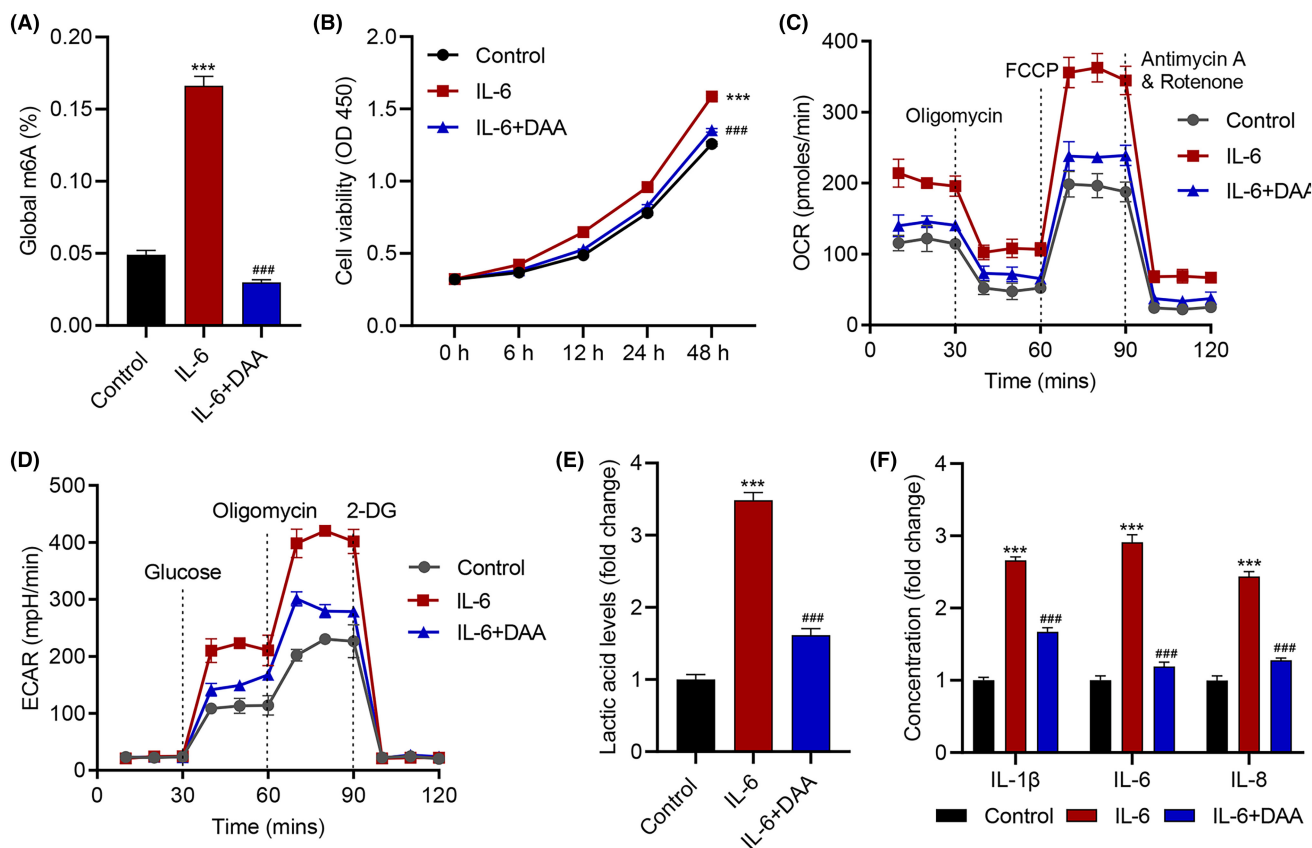 (A)
Global m6A (%)
0.20
0.15
0.10
0.05
0.00
***
###
Control
IL-6
IL-6+DAA
(B)
Cell viability (OD 450)
2.0
1.5
1.0
0.5
0.0
Control
IL-6
IL-6+DAA
***
###
0 h
6 h
12 h
24 h
48 h
(C)
OCR (pmoles/min)
400
300
200
100
0
Oligomycin
FCCP
Antimycin A
& Rotenone
Control
IL-6
IL-6+DAA
0
30
60
90
120
Time (mins)
(D)
ECAR (mpH/min)
500
400
300
200
100
0
Glucose
Oligomycin
2-DG
Control
IL-6
IL-6+DAA
0
30
60
90
120
Time (mins)
(E)
Lactic acid levels (fold change)
4
3
2
1
0
***
###
Control
IL-6
IL-6+DAA
(F)
Concentration (fold change)
4
3
2
1
0
***
###
***
###
***
###
IL-1β
IL-6
IL-8
Control
IL-6
IL-6+DAA